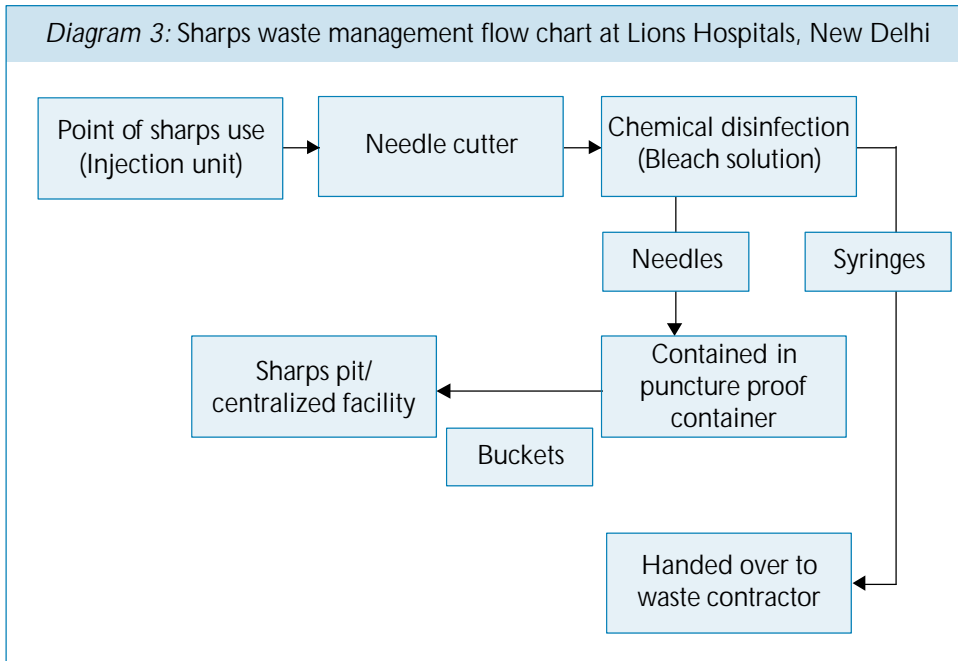 Diagram 3: Sharps waste management flow chart at Lions Hospitals, New Delhi
Point of sharps use
(Injection unit)
Needle cutter
Chemical disinfection
(Bleach solution)
Needles
Syringes
Sharps pit/
centralized facility
Contained in
puncture proof
container
Buckets
Handed over to
waste contractor